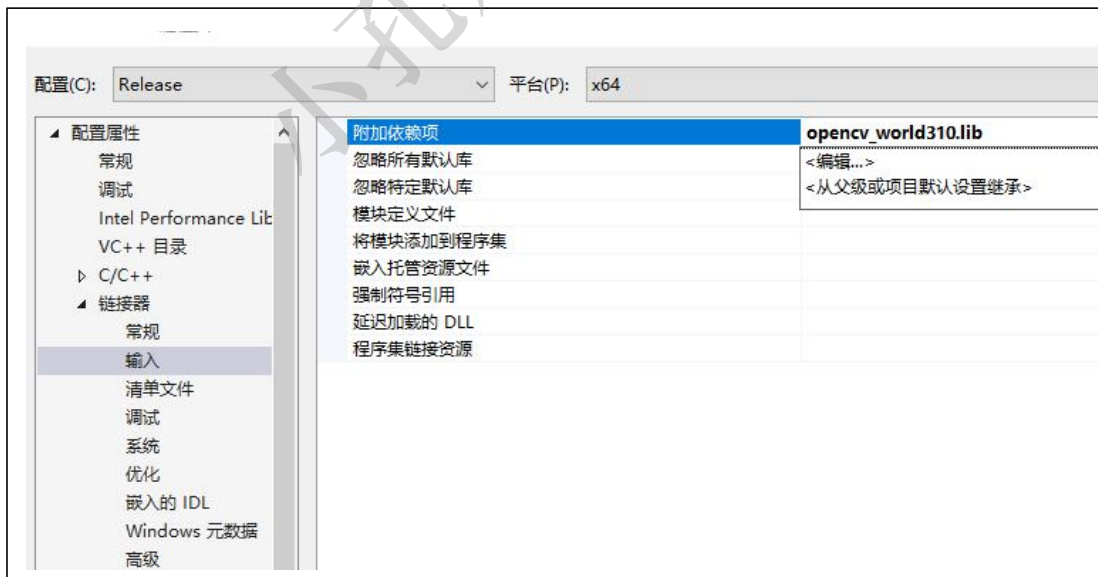 配置(C): Release 平台(P): x64
配置属性
常规
调试
Intel Performance Lib
VC++ 目录
C/C++
链接器
常规
输入
清单文件
调试
系统
优化
嵌入的 IDL
Windows 元数据
高级
附加依赖项 opencv_world310.lib
忽略所有默认库
忽略特定默认库
模块定义文件
将模块添加到程序集
嵌入托管资源文件
强制符号引用
延迟加载的 DLL
程序集链接资源
<编辑...>
<从父级或项目默认设置继承>
小孔